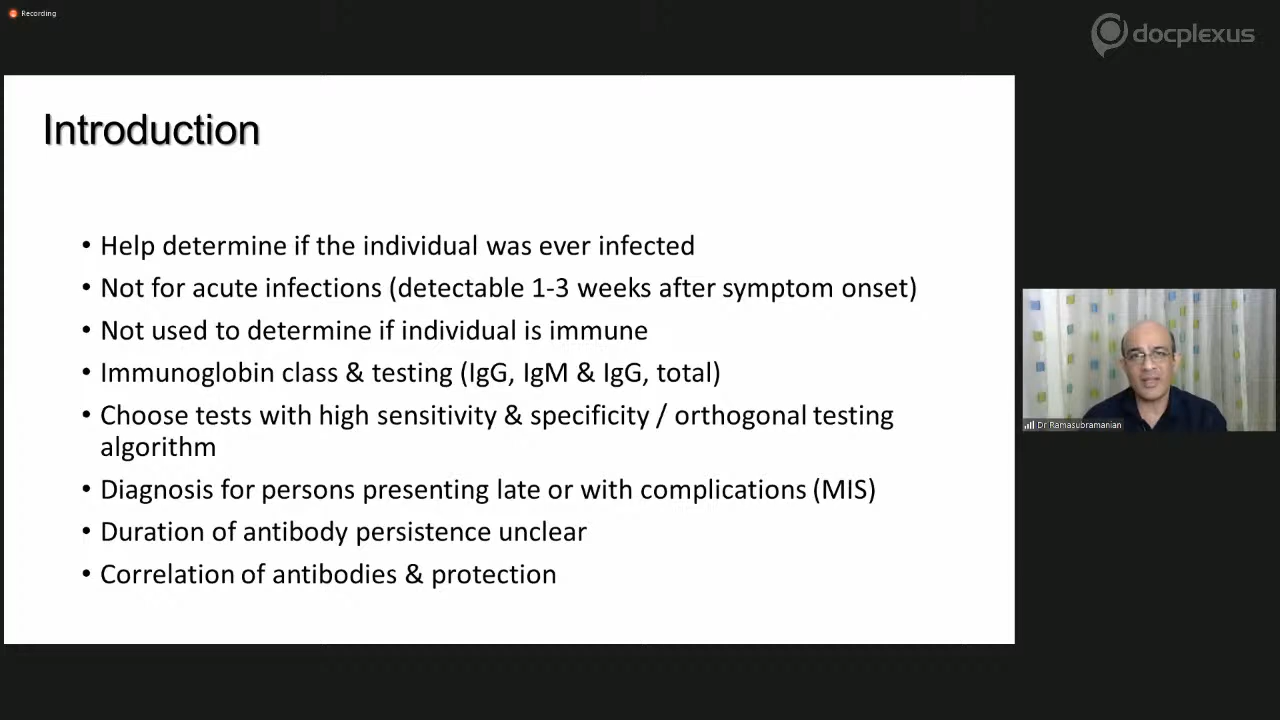 Recording
docplexus
Introduction
• Help determine if the individual was ever infected
• Not for acute infections (detectable 1-3 weeks after symptom onset)
• Not used to determine if individual is immune
• Immunoglobin class & testing (IgG, IgM & IgG, total)
• Choose tests with high sensitivity & specificity / orthogonal testing
algorithm
• Diagnosis for persons presenting late or with complications (MIS)
• Duration of antibody persistence unclear
• Correlation of antibodies & protection
Dr Ramasubramanian